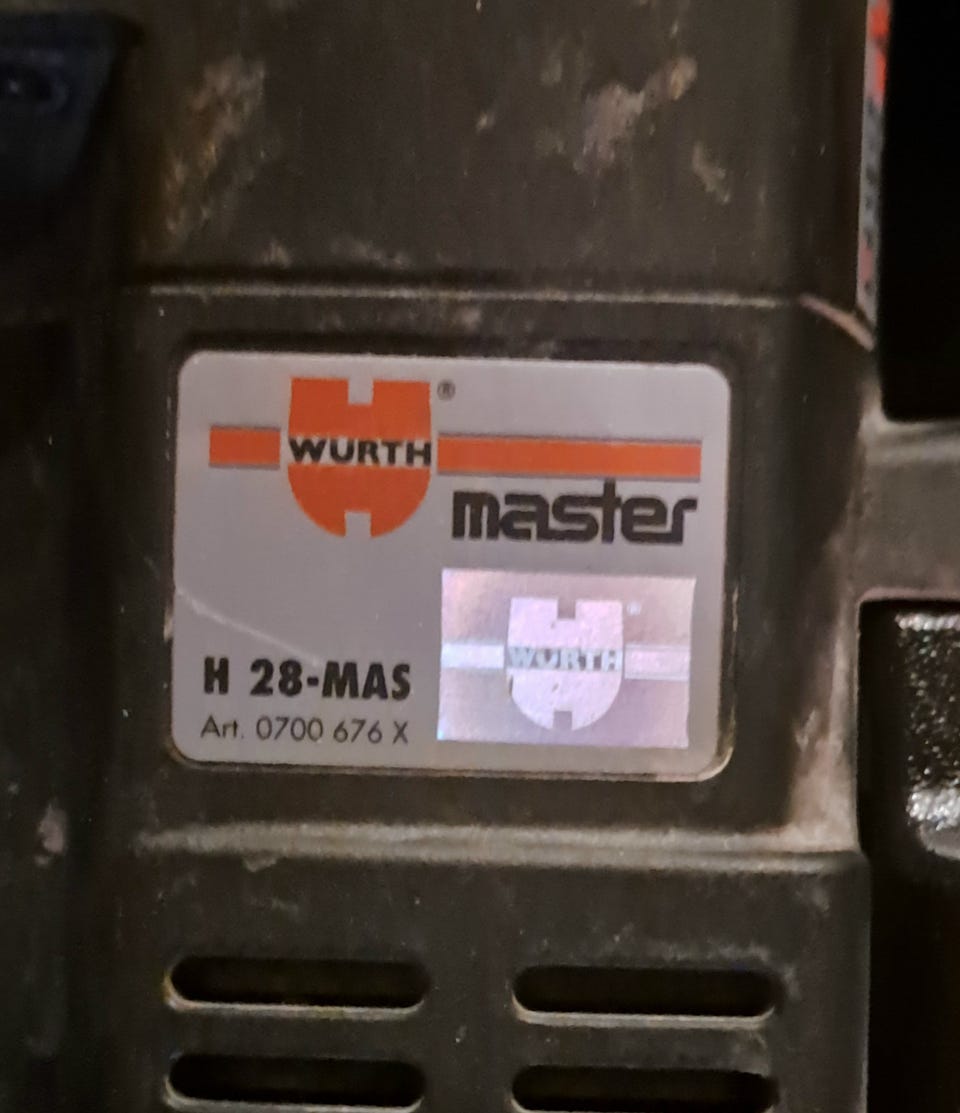 WURTH®
master
WURTH®
H 28-MAS
Art. 0700 676 X